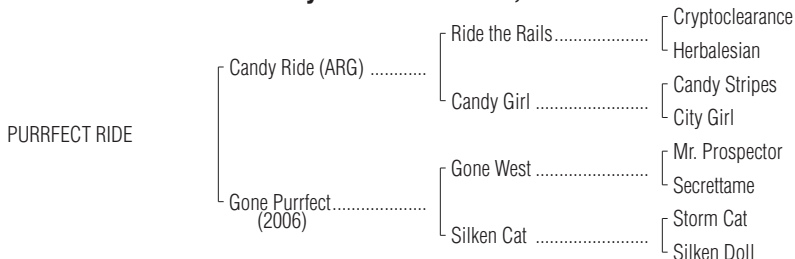 Cryptoclearance
Ride the Rails....................
Herbalesian
Candy Ride (ARG) ............
Candy Stripes
Candy Girl ........................
City Girl
PURRFECT RIDE
Mr. Prospector
Gone West ........................
Secrettame
Gone Purrfect....................
(2006)
Storm Cat
Silken Cat ........................
Silken Doll